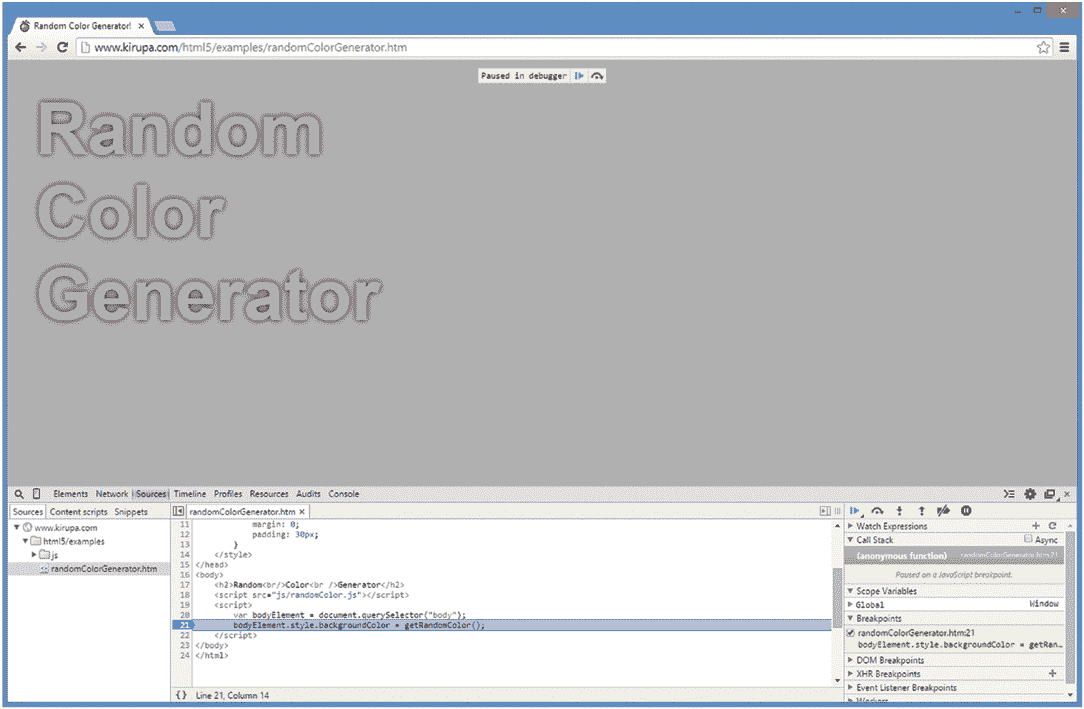 Random Color Generator!
www.kirupa.com/html5/examples/randomColorGenerator.htm
Paused in debugger
Random
Color
Generator
Elements Network Sources Timeline Profiles Resources Audits Console
Sources Content scripts Snippets
www.kirupa.com
html5/examples
js
randomColorGenerator.htm
randomColorGenerator.htm
11 margin: 0;
12 padding: 30px;
13 }
14 </style>
15 </head>
16 <body>
17 <h2>Random<br/>Color<br />Generator</h2>
18 <script src="js/randomColor.js"></script>
19 <script>
20 var bodyElement = document.querySelector("body");
21 bodyElement.style.backgroundColor = getRandomColor();
22 </script>
23 </body>
24 </html>
{} Line 21, Column 14
Watch Expressions
Call Stack Async
(anonymous function) randomColorGenerator.htm:21
Paused on a JavaScript breakpoint.
Scope Variables
Global Window
Breakpoints
randomColorGenerator.htm:21
bodyElement.style.backgroundColor = getRan...
DOM Breakpoints
XHR Breakpoints
Event Listener Breakpoints
Workers